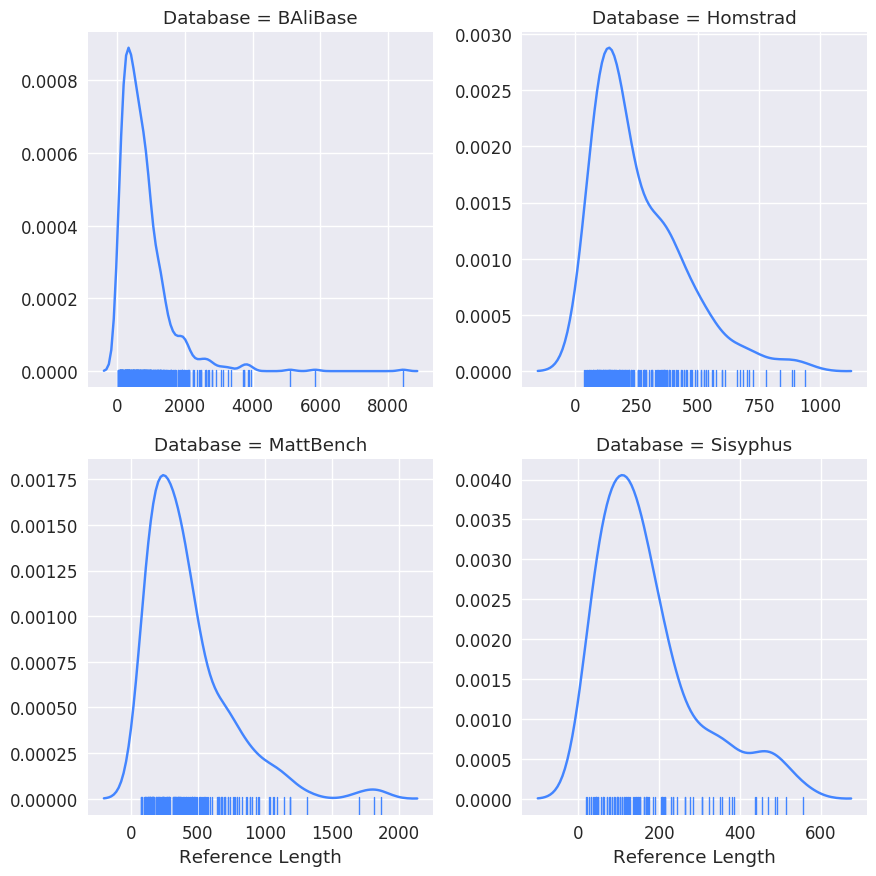 Database = BAliBase
0.0008
0.0006
0.0004
0.0002
0.0000
0 2000 4000 6000 8000
Database = Homstrad
0.0030
0.0025
0.0020
0.0015
0.0010
0.0005
0.0000
0 250 500 750 1000
Database = MattBench
0.00175
0.00150
0.00125
0.00100
0.00075
0.00050
0.00025
0.00000
0 500 1000 1500 2000
Reference Length
Database = Sisyphus
0.0040
0.0035
0.0030
0.0025
0.0020
0.0015
0.0010
0.0005
0.0000
0 200 400 600
Reference Length